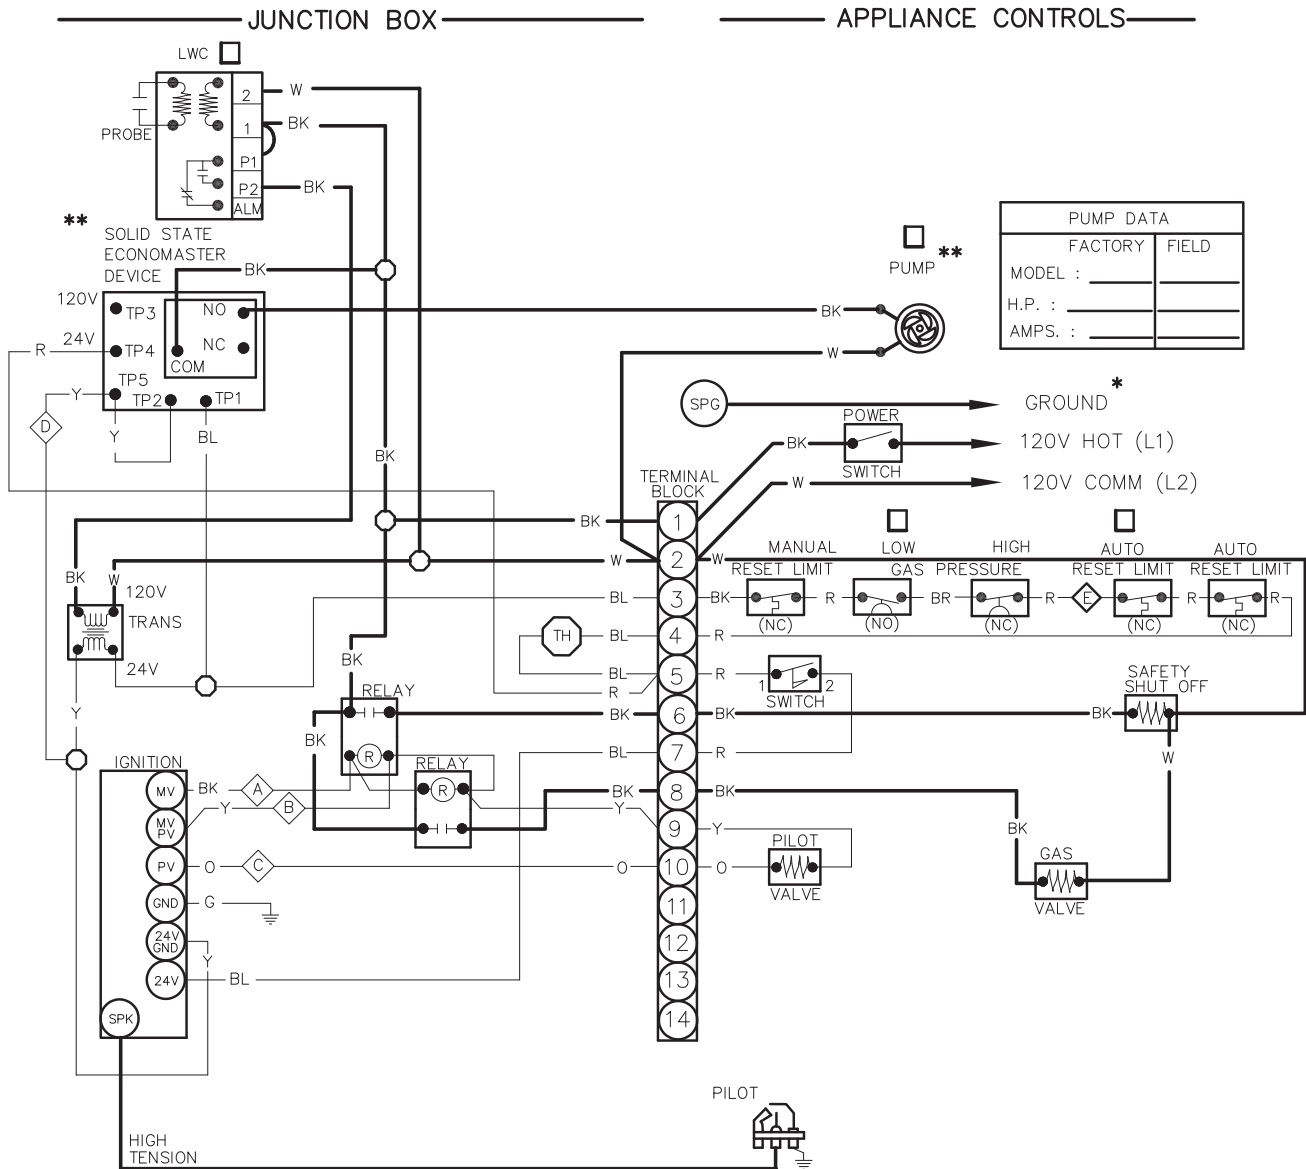 JUNCTION BOX
APPLIANCE CONTROLS
LWC
2
W
1
BK
PROBE
P1
P2
BK
ALM
**
SOLID STATE
ECONOMASTER
DEVICE
BK
120V
TP3
NO
24V
R
TP4
NC
COM
TP5
Y
TP2
TP1
D
Y
BL
BK
PUMP **
BK
W
PUMP DATA
FACTORY
FIELD
MODEL :
H.P. :
AMPS. :
SPG
GROUND *
POWER
BK
120V HOT (L1)
SWITCH
W
120V COMM (L2)
TERMINAL
BLOCK
BK
1
W
2
W
BK
W
120V
TRANS
24V
Y
MANUAL
RESET LIMIT
(NC)
LOW
HIGH
GAS PRESSURE
(NO)
(NC)
AUTO
RESET LIMIT
(NC)
AUTO
RESET LIMIT
(NC)
BL
3
BK
R
BR
R
E
R
R
TH
BL
4
R
BL
R
5
R
1
2
SWITCH
BK
RELAY
BK
R
BK
6
BK
BK
SAFETY
SHUT OFF
W
BL
7
R
RELAY
R
BK
8
BK
BK
Y
9
Y
PILOT
VALVE
O
10
O
GAS
VALVE
11
12
13
14
IGNITION
MV
BK
A
MV
PV
Y
B
PV
O
C
GND
G
24V
GND
Y
24V
BL
SPK
HIGH
TENSION
PILOT